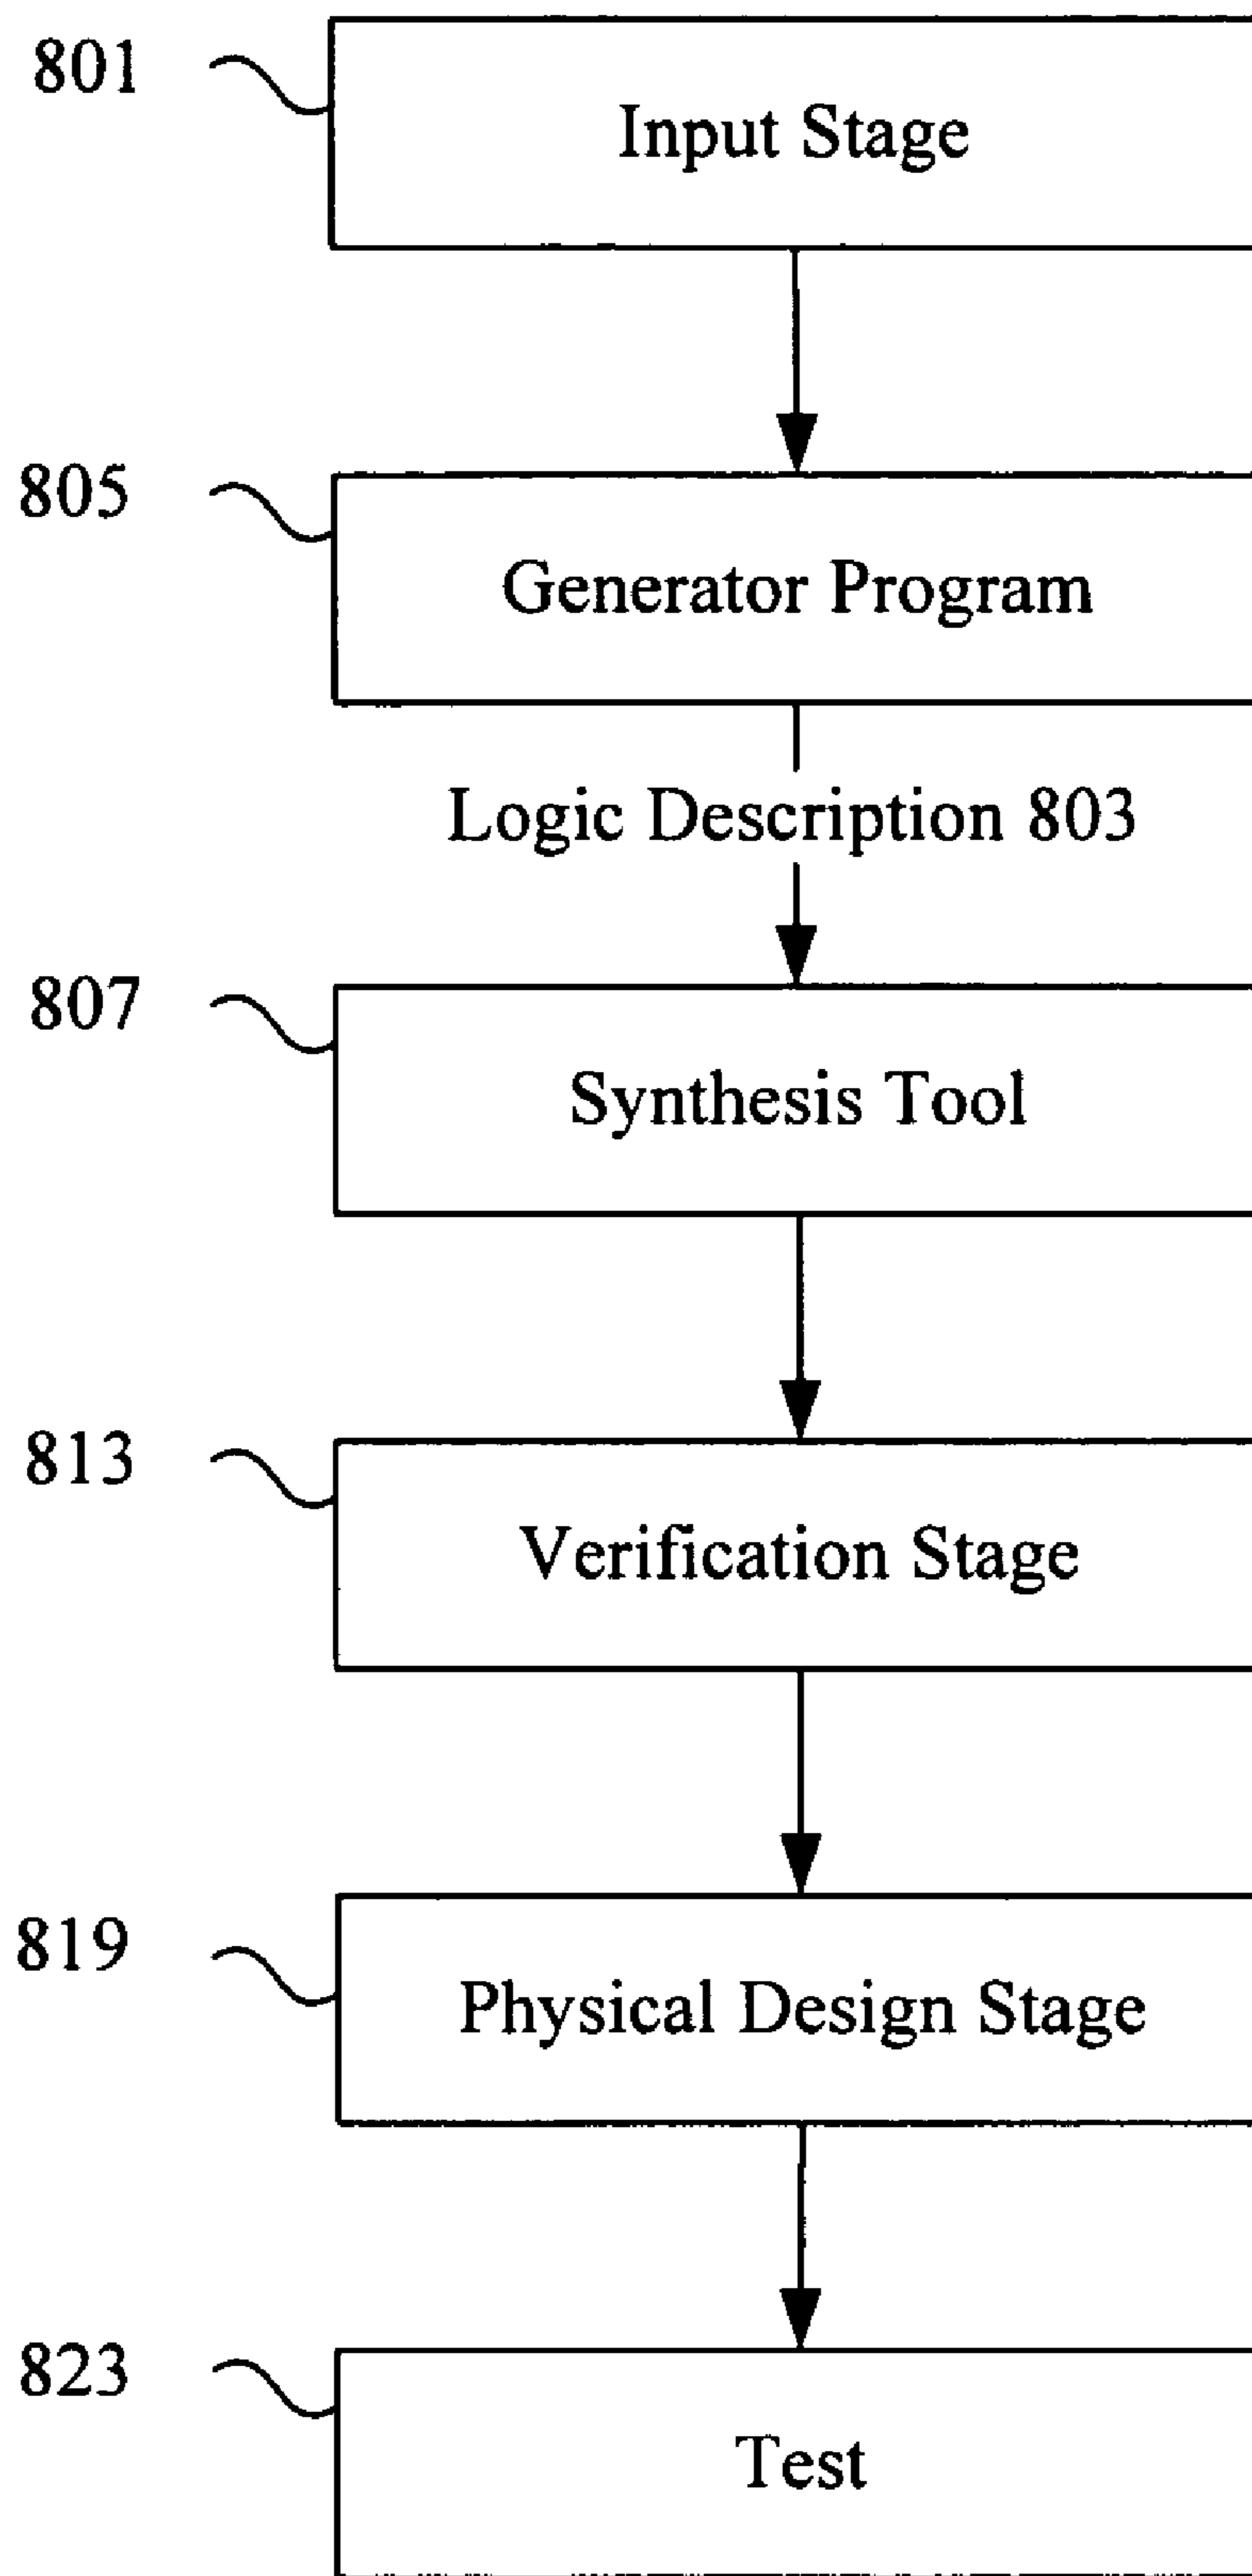 801
Input Stage
805
Generator Program
Logic Description 803
807
Synthesis Tool
813
Verification Stage
819
Physical Design Stage
823
Test